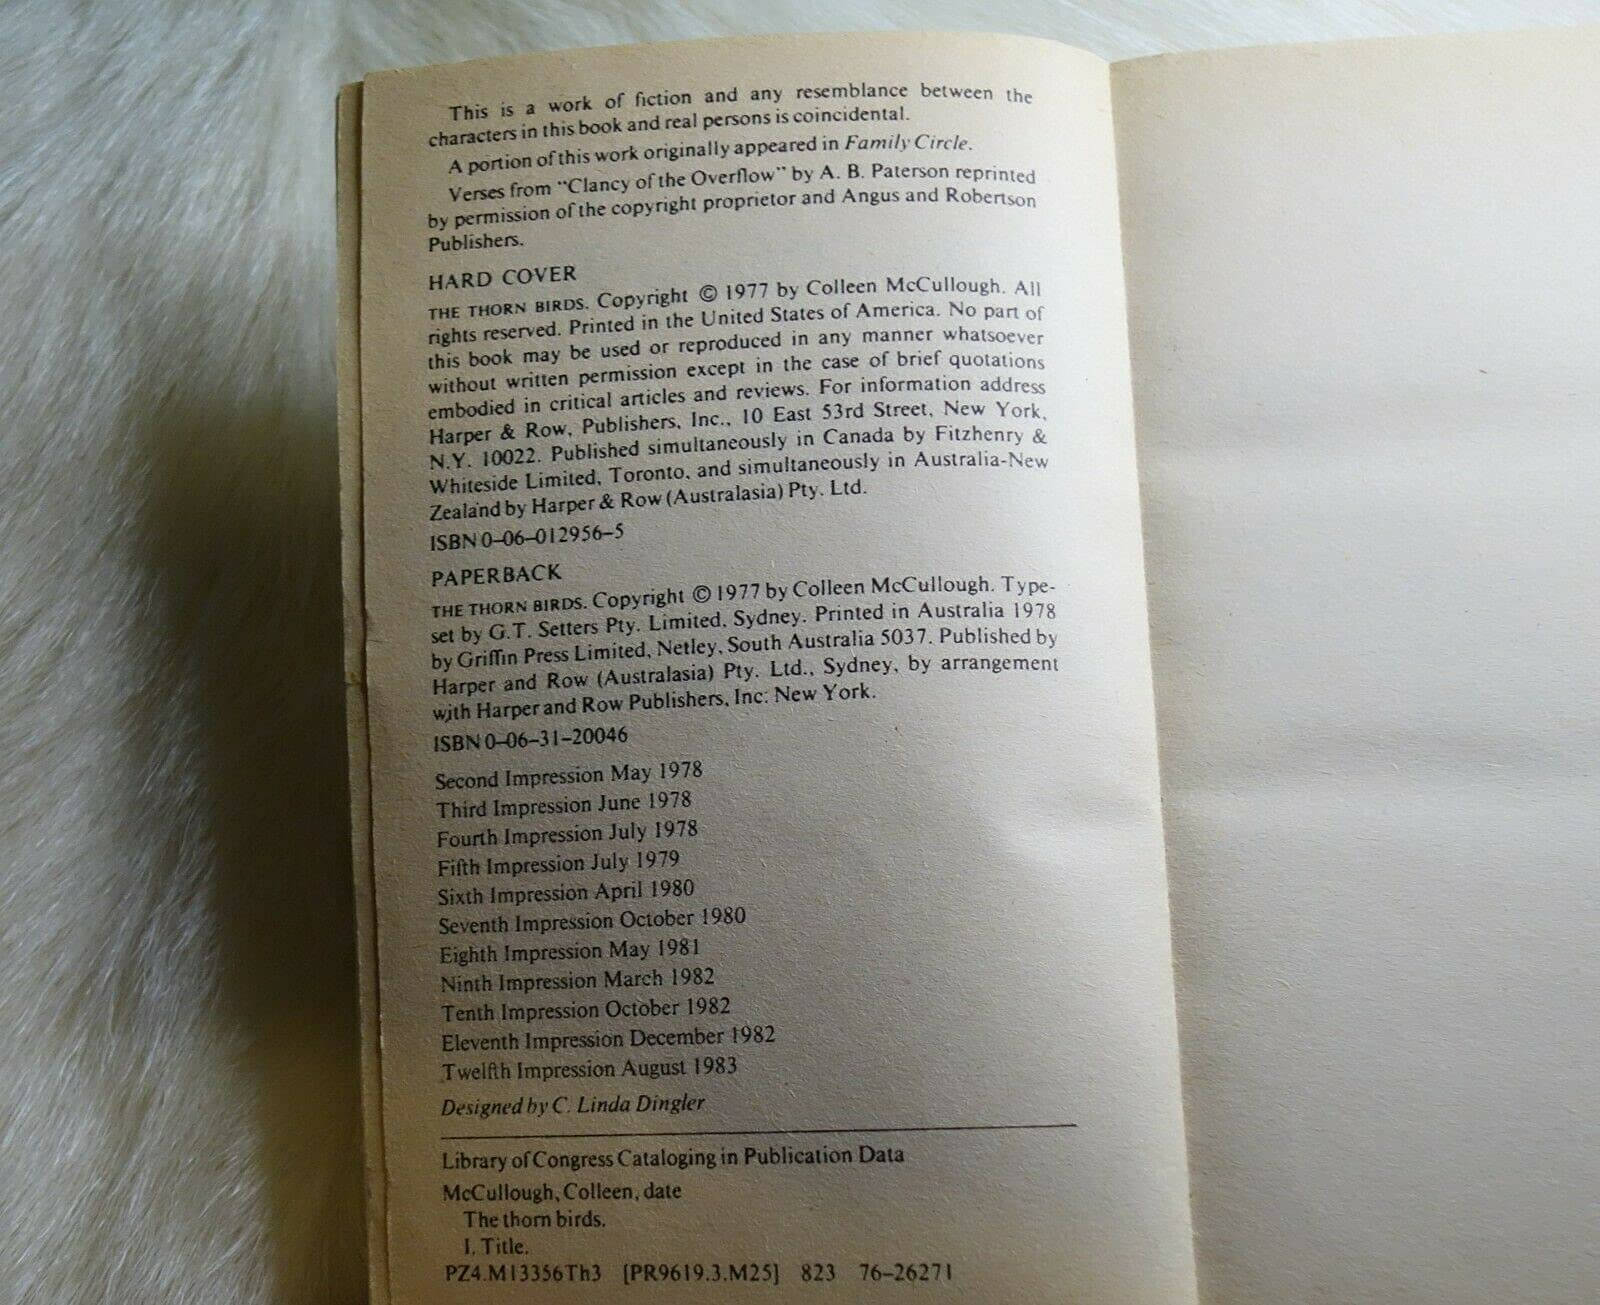 This is a work of fiction and any resemblance between the
characters in this book and real persons is coincidental.
A portion of this work originally appeared in Family Circle.
Verses from "Clancy of the Overflow" by A. B. Paterson reprinted
by permission of the copyright proprietor and Angus and Robertson
Publishers.
HARD COVER
THE THORN BIRDS. Copyright © 1977 by Colleen McCullough. All
rights reserved. Printed in the United States of America. No part of
this book may be used or reproduced in any manner whatsoever
without written permission except in the case of brief quotations
embodied in critical articles and reviews. For information address
Harper & Row, Publishers, Inc., 10 East 53rd Street, New York,
N.Y. 10022. Published simultaneously in Canada by Fitzhenry &
Whiteside Limited, Toronto, and simultaneously in Australia-New
Zealand by Harper & Row (Australasia) Pty. Ltd.
ISBN 0-06-012956-5
PAPERBACK
THE THORN BIRDS. Copyright © 1977 by Colleen McCullough. Type-
set by G.T. Setters Pty. Limited, Sydney. Printed in Australia 1978
by Griffin Press Limited, Netley, South Australia 5037. Published by
Harper and Row (Australasia) Pty. Ltd., Sydney, by arrangement
with Harper and Row Publishers, Inc. New York.
ISBN 0-06-31-20046
Second Impression May 1978
Third Impression June 1978
Fourth Impression July 1978
Fifth Impression July 1979
Sixth Impression April 1980
Seventh Impression October 1980
Eighth Impression May 1981
Ninth Impression March 1982
Tenth Impression October 1982
Eleventh Impression December 1982
Twelfth Impression August 1983
Designed by C. Linda Dingler
Library of Congress Cataloging in Publication Data
McCullough, Colleen, date
The thorn birds.
I. Title.
PZ4.M13356Th3 [PR9619.3.M25] 823 76-26271